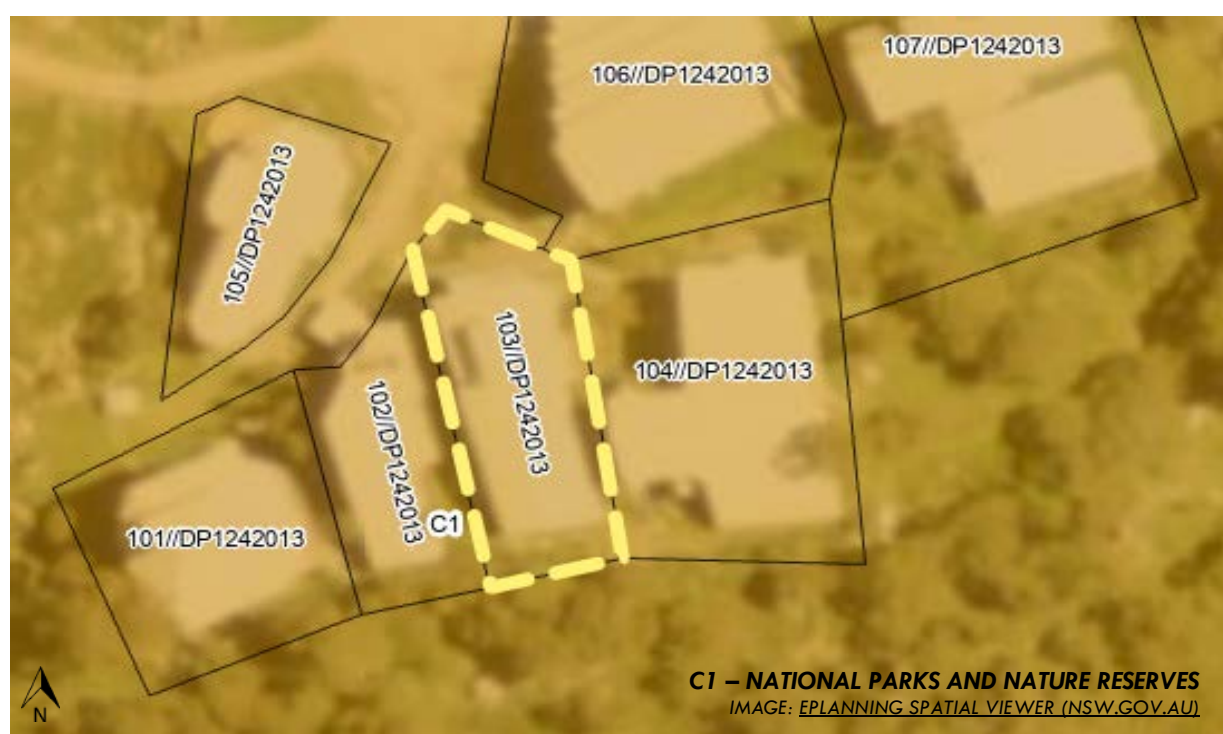 107//DP1242013
106//DP1242013
105//DP1242013
103//DP1242013
104//DP1242013
102//DP1242013
C1
101//DP1242013
C1 – NATIONAL PARKS AND NATURE RESERVES
IMAGE: EPLANNING SPATIAL VIEWER (NSW.GOV.AU)
N